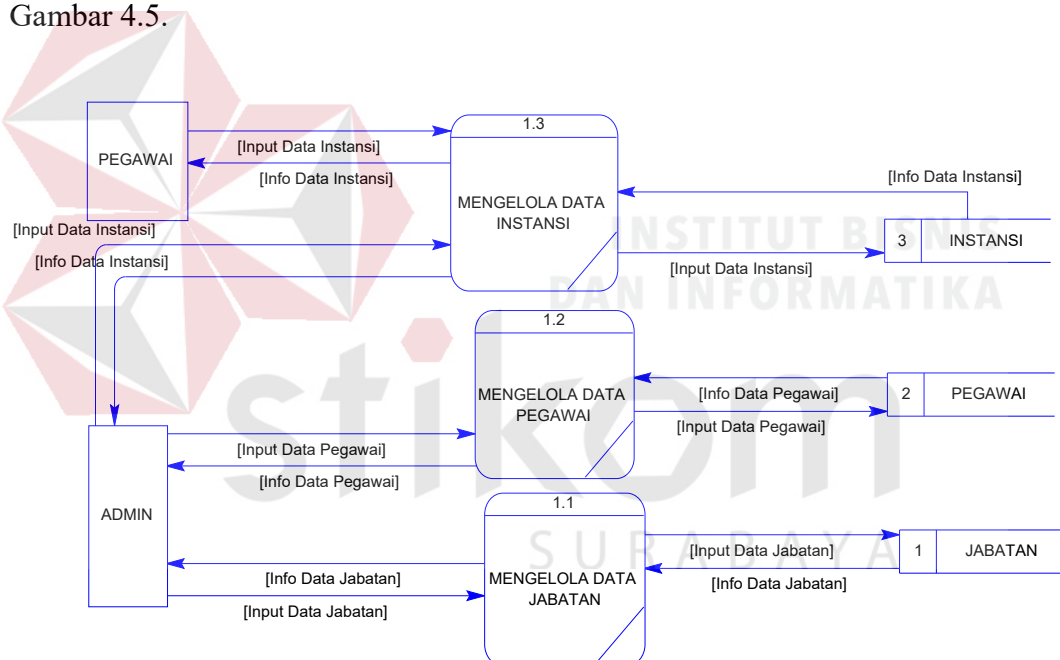 Gambar 4.5.
PEGAWAI
[Input Data Instansi]
[Info Data Instansi]
1.3
MENGELOLA DATA
INSTANSI
[Info Data Instansi]
3 INSTANSI
[Input Data Instansi]
[Input Data Instansi]
[Info Data Instansi]
INSTITUT BISNIS
DAN INFORMATIKA
stikom
SURABAYA
1.2
MENGELOLA DATA
PEGAWAI
[Info Data Pegawai]
[Input Data Pegawai]
2 PEGAWAI
[Input Data Pegawai]
[Info Data Pegawai]
ADMIN
1.1
MENGELOLA DATA
JABATAN
[Input Data Jabatan]
[Info Data Jabatan]
1 JABATAN
[Info Data Jabatan]
[Input Data Jabatan]